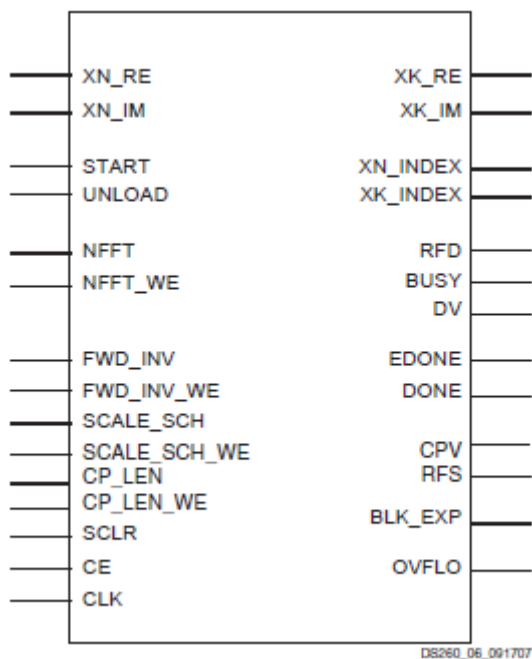 XN_RE
XN_IM
START
UNLOAD
NFFT
NFFT_WE
FWD_INV
FWD_INV_WE
SCALE_SCH
SCALE_SCH_WE
CP_LEN
CP_LEN_WE
SCLR
CE
CLK
XK_RE
XK_IM
XN_INDEX
XK_INDEX
RFD
BUSY
DV
EDONE
DONE
CPV
RFS
BLK_EXP
OVFLO
DS260_06_091707